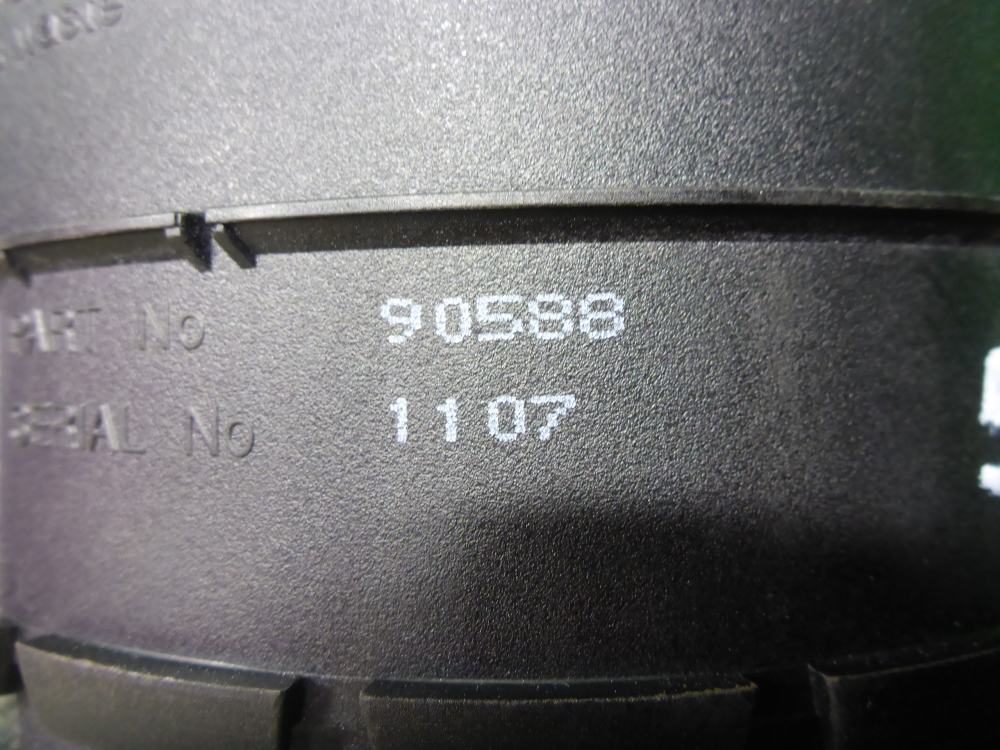 PART No 90588
SERIAL No 1107